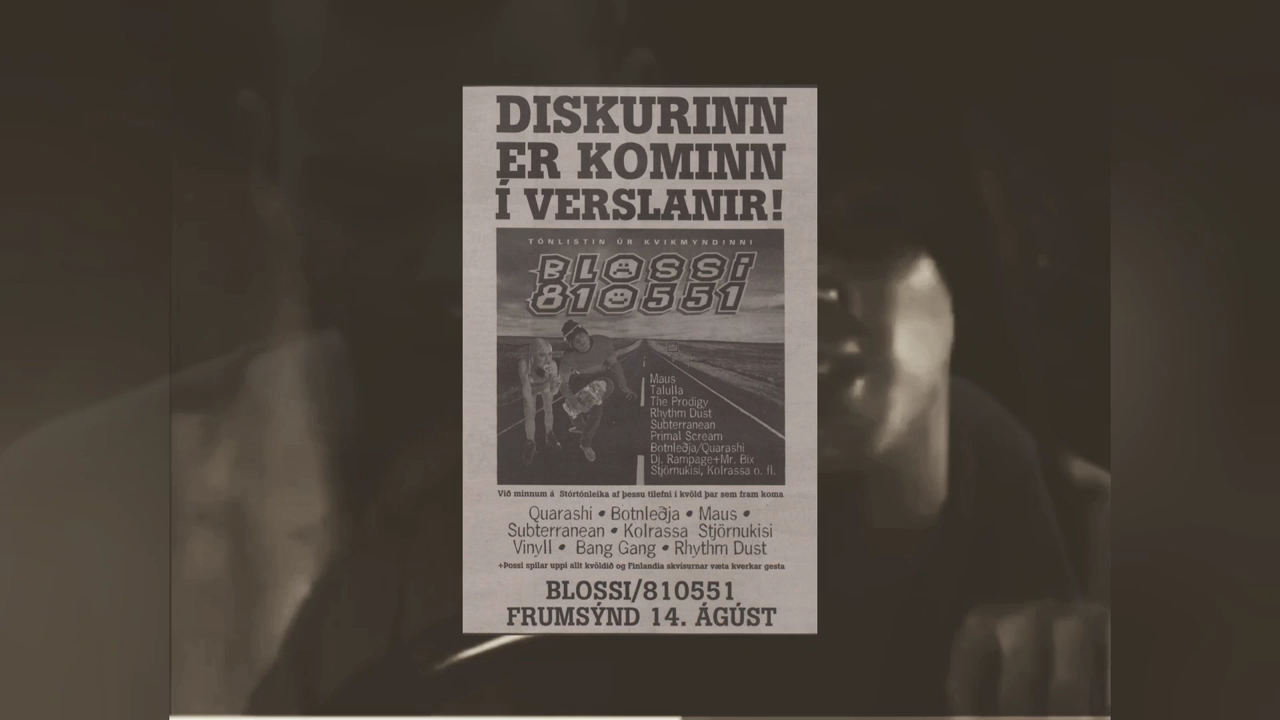 DISKURINN
ER KOMINN
Í VERSLANIR!
TÓNLISTIN ÚR KVIKMYNDINNI
BLOSSI
810551
Maus
Talulla
The Prodigy
Rhythm Dust
Subterranean
Primal Scream
Botnleðja/Quarashi
Dj. Rampage+Mr. Bix
Stjörnukisi, Kolrassa o. fl.
Við minnum á Stórtónleika af þessu tilefni í kvöld þar sem fram koma
Quarashi • Botnleðja • Maus •
Subterranean • Kolrassa Stjörnukisi
Vinyll • Bang Gang • Rhythm Dust
+Þossi spilar uppi allt kvöldið og Finlandia skvísurnar væta kverkar gesta
BLOSSI/810551
FRUMSÝND 14. ÁGÚST